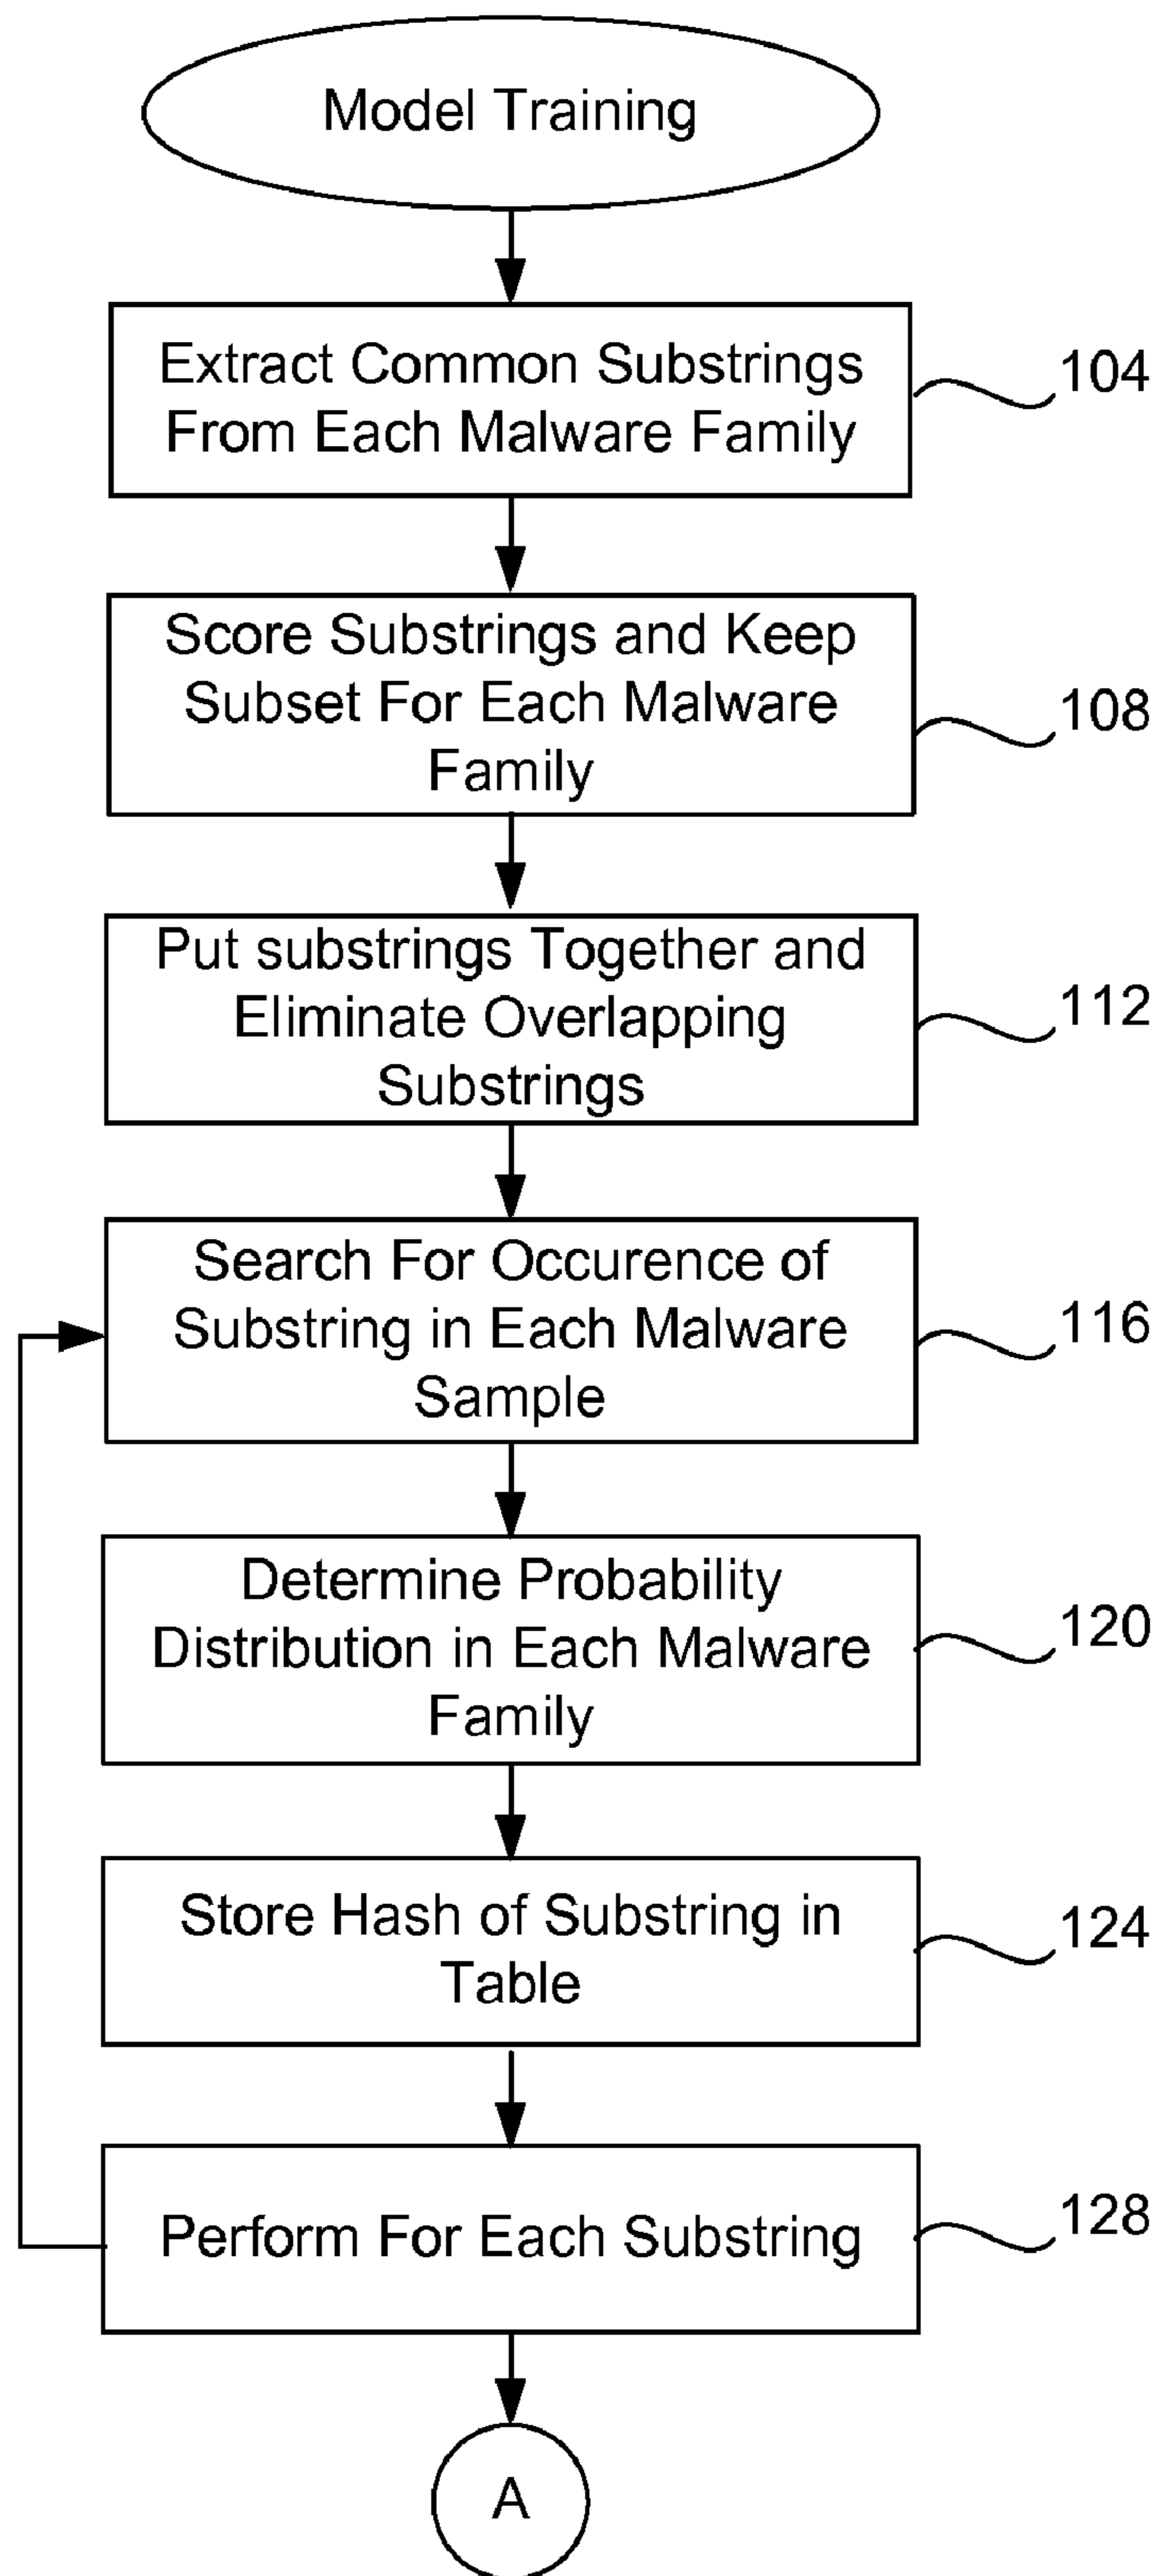 Model Training
Extract Common Substrings
From Each Malware Family
104
Score Substrings and Keep
Subset For Each Malware
Family
108
Put substrings Together and
Eliminate Overlapping
Substrings
112
Search For Occurence of
Substring in Each Malware
Sample
116
Determine Probability
Distribution in Each Malware
Family
120
Store Hash of Substring in
Table
124
Perform For Each Substring
128
A